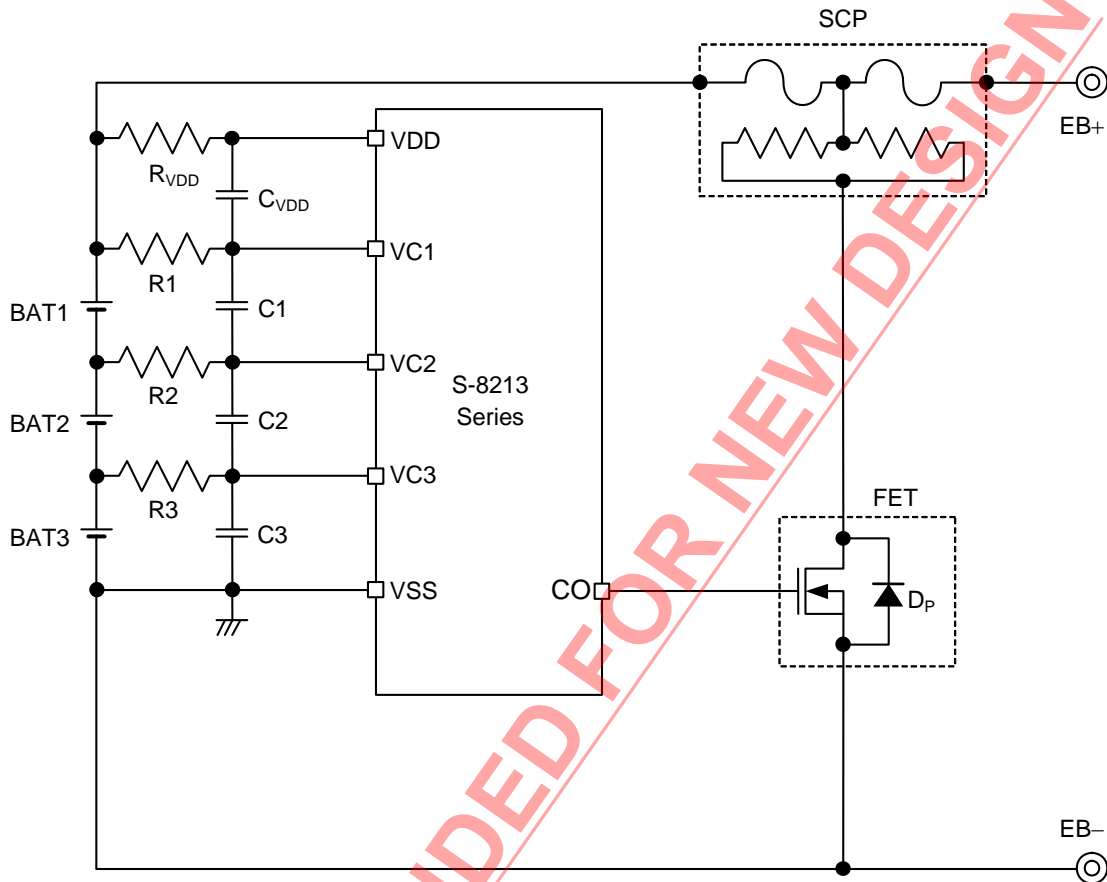 SCP
EB+
VDD
RVDD
CVDD
VC1
R1
BAT1
C1
VC2
R2
S-8213
Series
BAT2
C2
VC3
R3
FET
BAT3
C3
VSS
CO
DP
EB−
NDED FOR NEW DESIGN